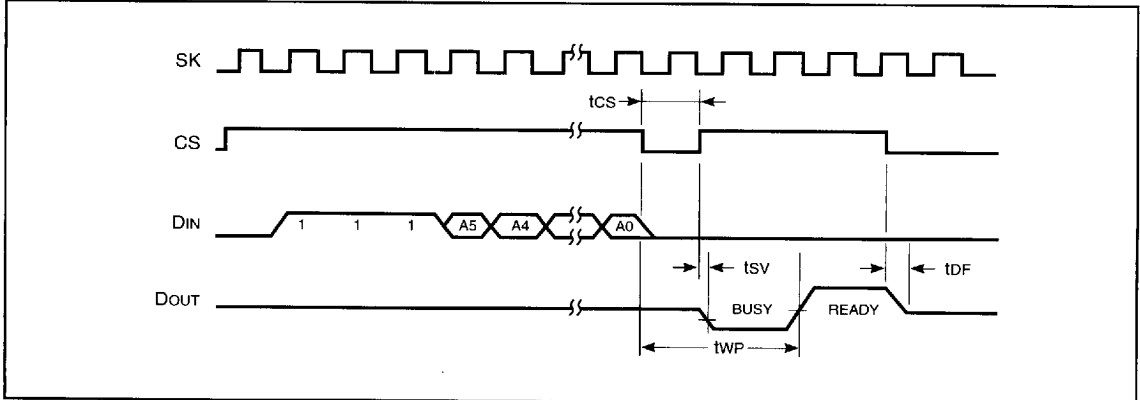 SK
tCS
CS
DIN 1 1 1 A5 A4 A0
tSV tDF
DOUT BUSY READY
tWP